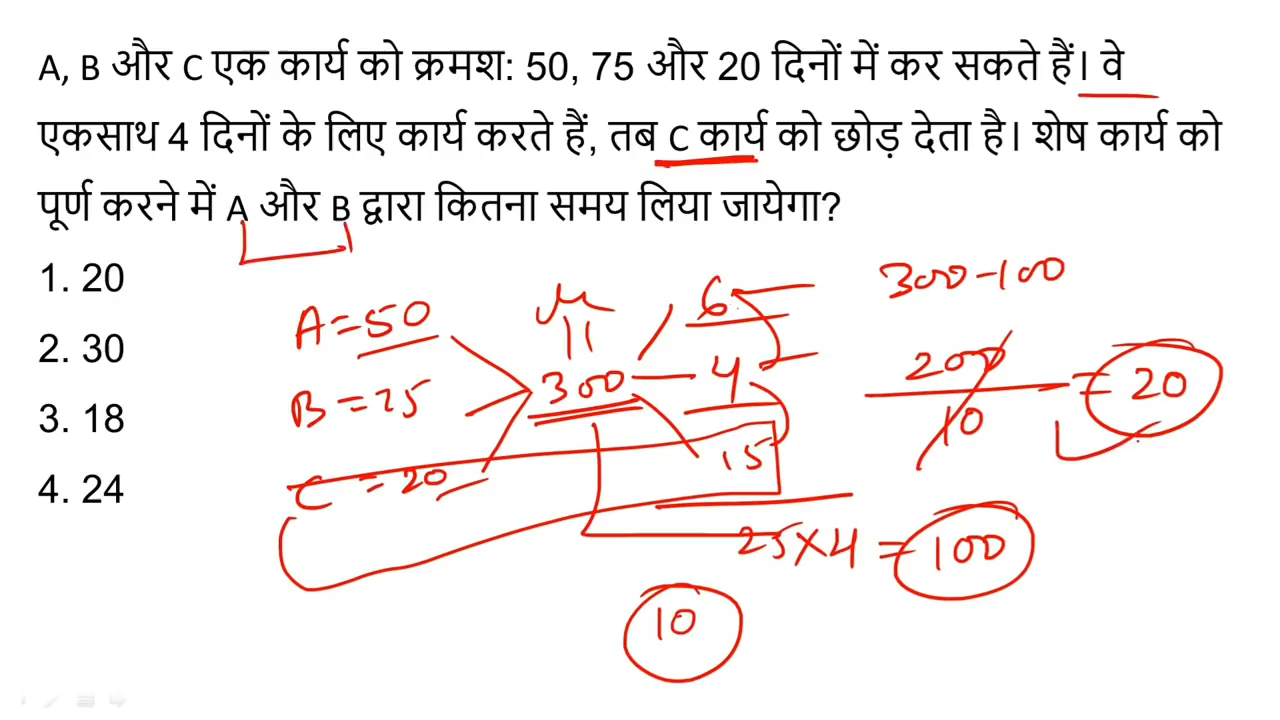 A, B और C एक कार्य को क्रमश: 50, 75 और 20 दिनों में कर सकते हैं। वे
एकसाथ 4 दिनों के लिए कार्य करते हैं, तब C कार्य को छोड़ देता है। शेष कार्य को
पूर्ण करने में A और B द्वारा कितना समय लिया जायेगा?
1. 20
2. 30
3. 18
4. 24
A = 50
B = 75
C = 20
300
6
4
15
25 × 4 = 100
10
300 - 100
200
10
= 20